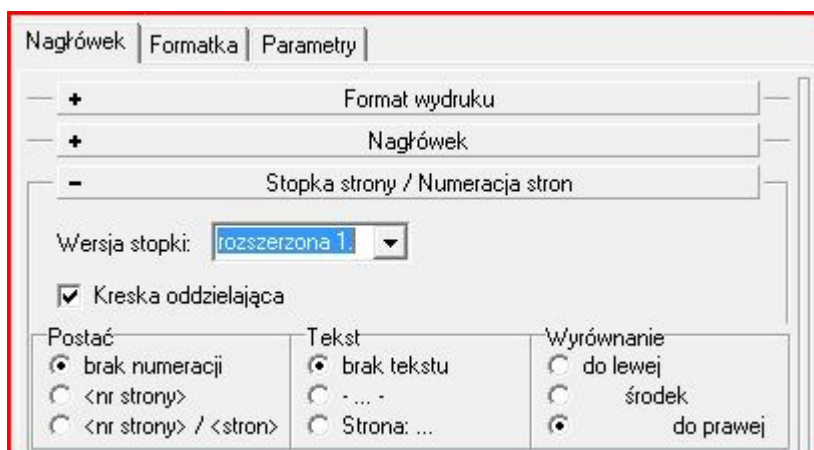 Nagłówek Formatka Parametry
+ Format wydruku
+ Nagłówek
- Stopka strony / Numeracja stron
Wersja stopki: rozszerzona 1.
Kreska oddzielająca
Postać Tekst Wyrównanie
brak numeracji brak tekstu do lewej
<nr strony> - ... - środek
<nr strony> / <stron> Strona: ... do prawej